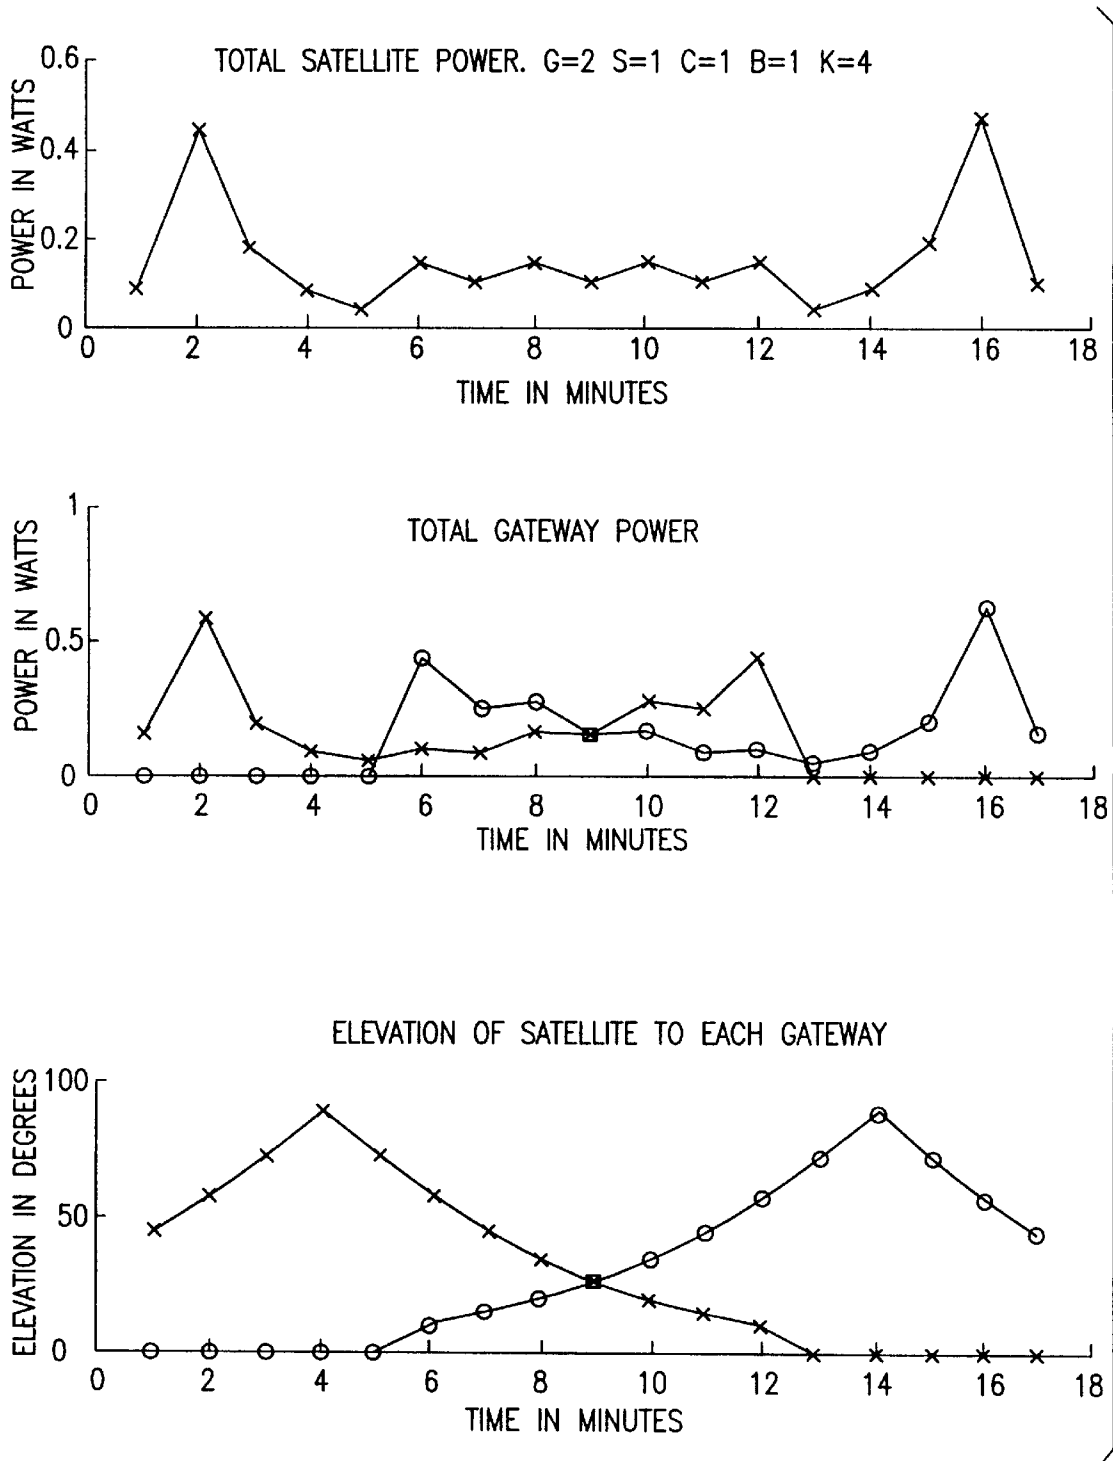 TOTAL SATELLITE POWER. G=2 S=1 C=1 B=1 K=4
POWER IN WATTS
0.6
0.4
0.2
0
0 2 4 6 8 10 12 14 16 18
TIME IN MINUTES
TOTAL GATEWAY POWER
POWER IN WATTS
1
0.5
0
0 2 4 6 8 10 12 14 16 18
TIME IN MINUTES
ELEVATION OF SATELLITE TO EACH GATEWAY
ELEVATION IN DEGREES
100
50
0
0 2 4 6 8 10 12 14 16 18
TIME IN MINUTES